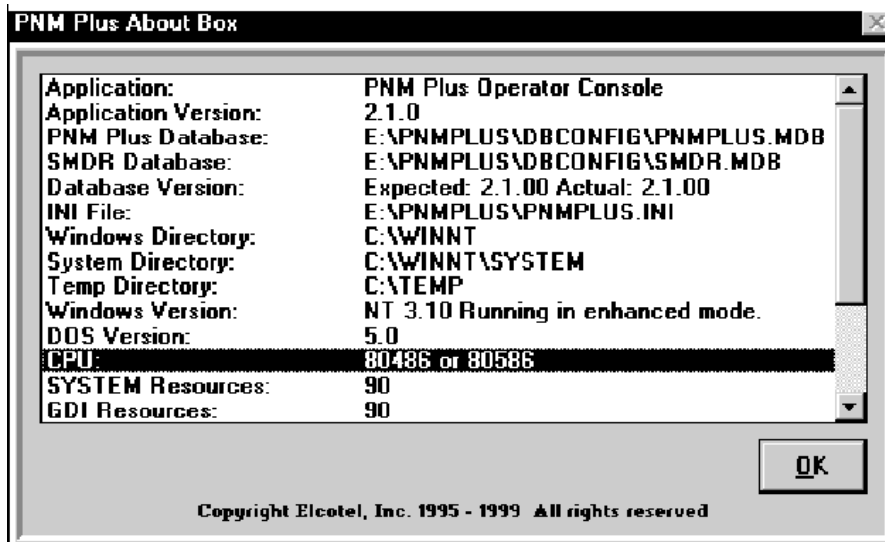 PNM Plus About Box
Application: PNM Plus Operator Console
Application Version: 2.1.0
PNM Plus Database: E:\PNMPLUS\DBCONFIG\PNMPLUS.MDB
SMDR Database: E:\PNMPLUS\DBCONFIG\SMDR.MDB
Database Version: Expected: 2.1.00 Actual: 2.1.00
INI File: E:\PNMPLUS\PNMPLUS.INI
Windows Directory: C:\WINNT
System Directory: C:\WINNT\SYSTEM
Temp Directory: C:\TEMP
Windows Version: NT 3.10 Running in enhanced mode.
DOS Version: 5.0
CPU: 80486 or 80586
SYSTEM Resources: 90
GDI Resources: 90
OK
Copyright Elcotel, Inc. 1995 - 1999 All rights reserved